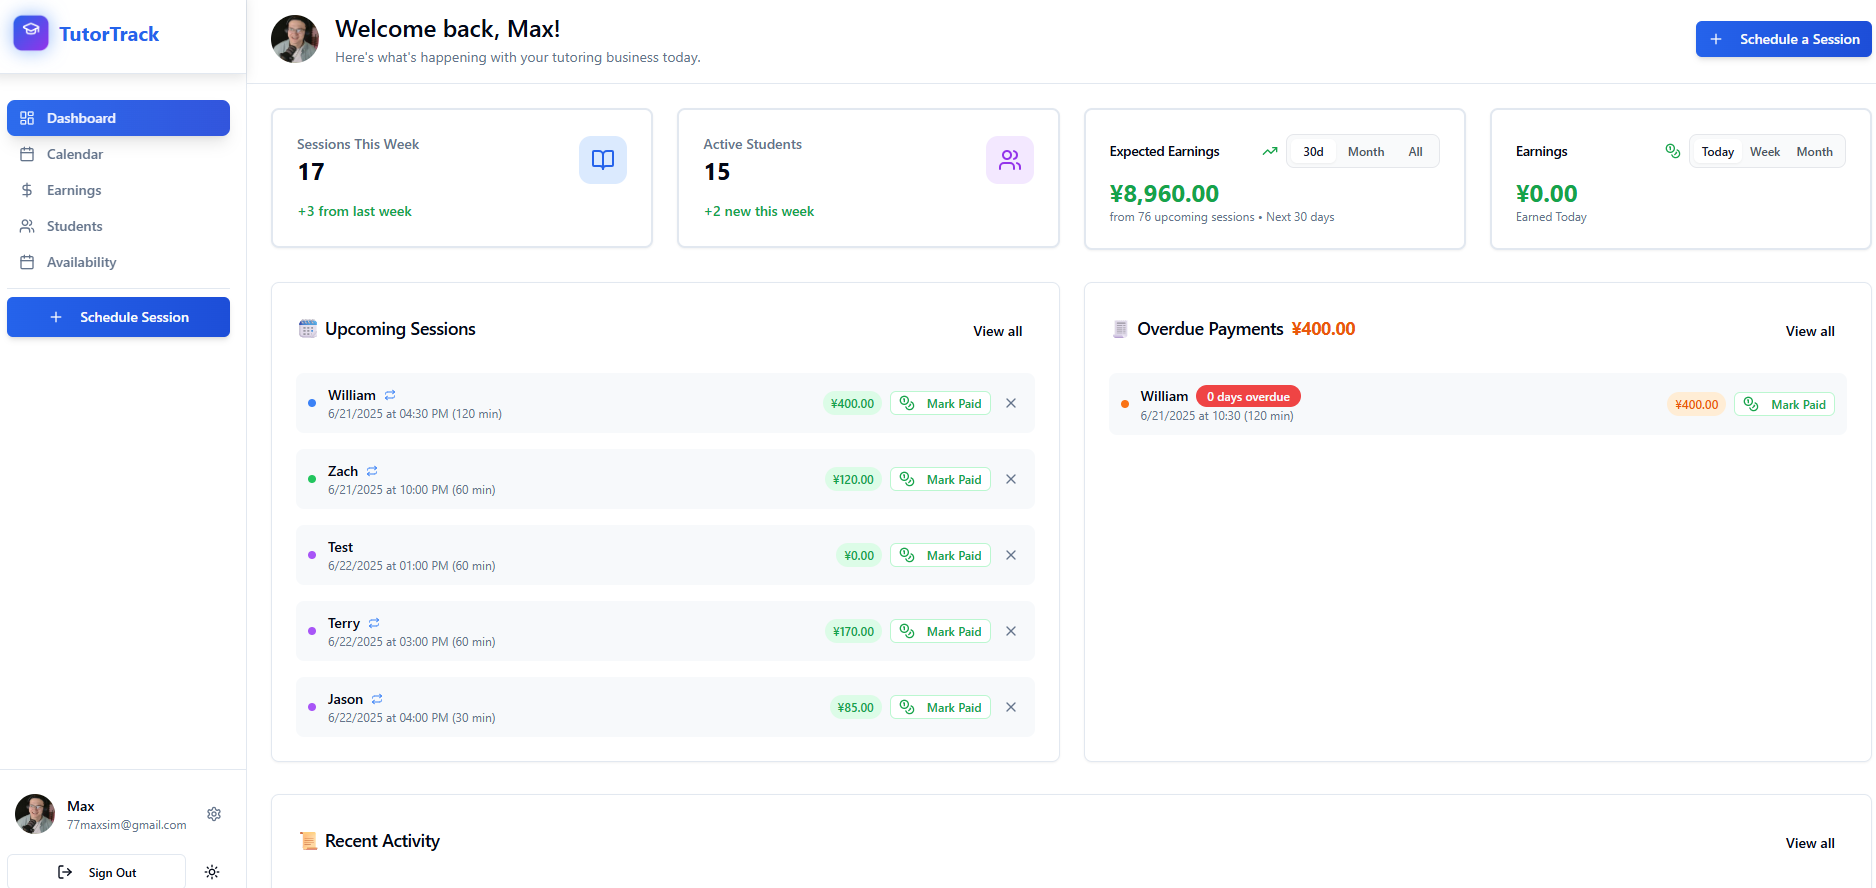 TutorTrack
Dashboard
Calendar
Earnings
Students
Availability
Schedule Session
Max
77maxsim@gmail.com
Sign Out
Welcome back, Max!
Here's what's happening with your tutoring business today.
Schedule a Session
Sessions This Week
17
+3 from last week
Active Students
15
+2 new this week
Expected Earnings
30d Month All
¥8,960.00
from 76 upcoming sessions • Next 30 days
Earnings
Today Week Month
¥0.00
Earned Today
Upcoming Sessions
View all
William
6/21/2025 at 04:30 PM (120 min)
¥400.00
Mark Paid
Zach
6/21/2025 at 10:00 PM (60 min)
¥120.00
Mark Paid
Test
6/22/2025 at 01:00 PM (60 min)
¥0.00
Mark Paid
Terry
6/22/2025 at 03:00 PM (60 min)
¥170.00
Mark Paid
Jason
6/22/2025 at 04:00 PM (30 min)
¥85.00
Mark Paid
Overdue Payments ¥400.00
View all
William 0 days overdue
6/21/2025 at 10:30 (120 min)
¥400.00
Mark Paid
Recent Activity
View all